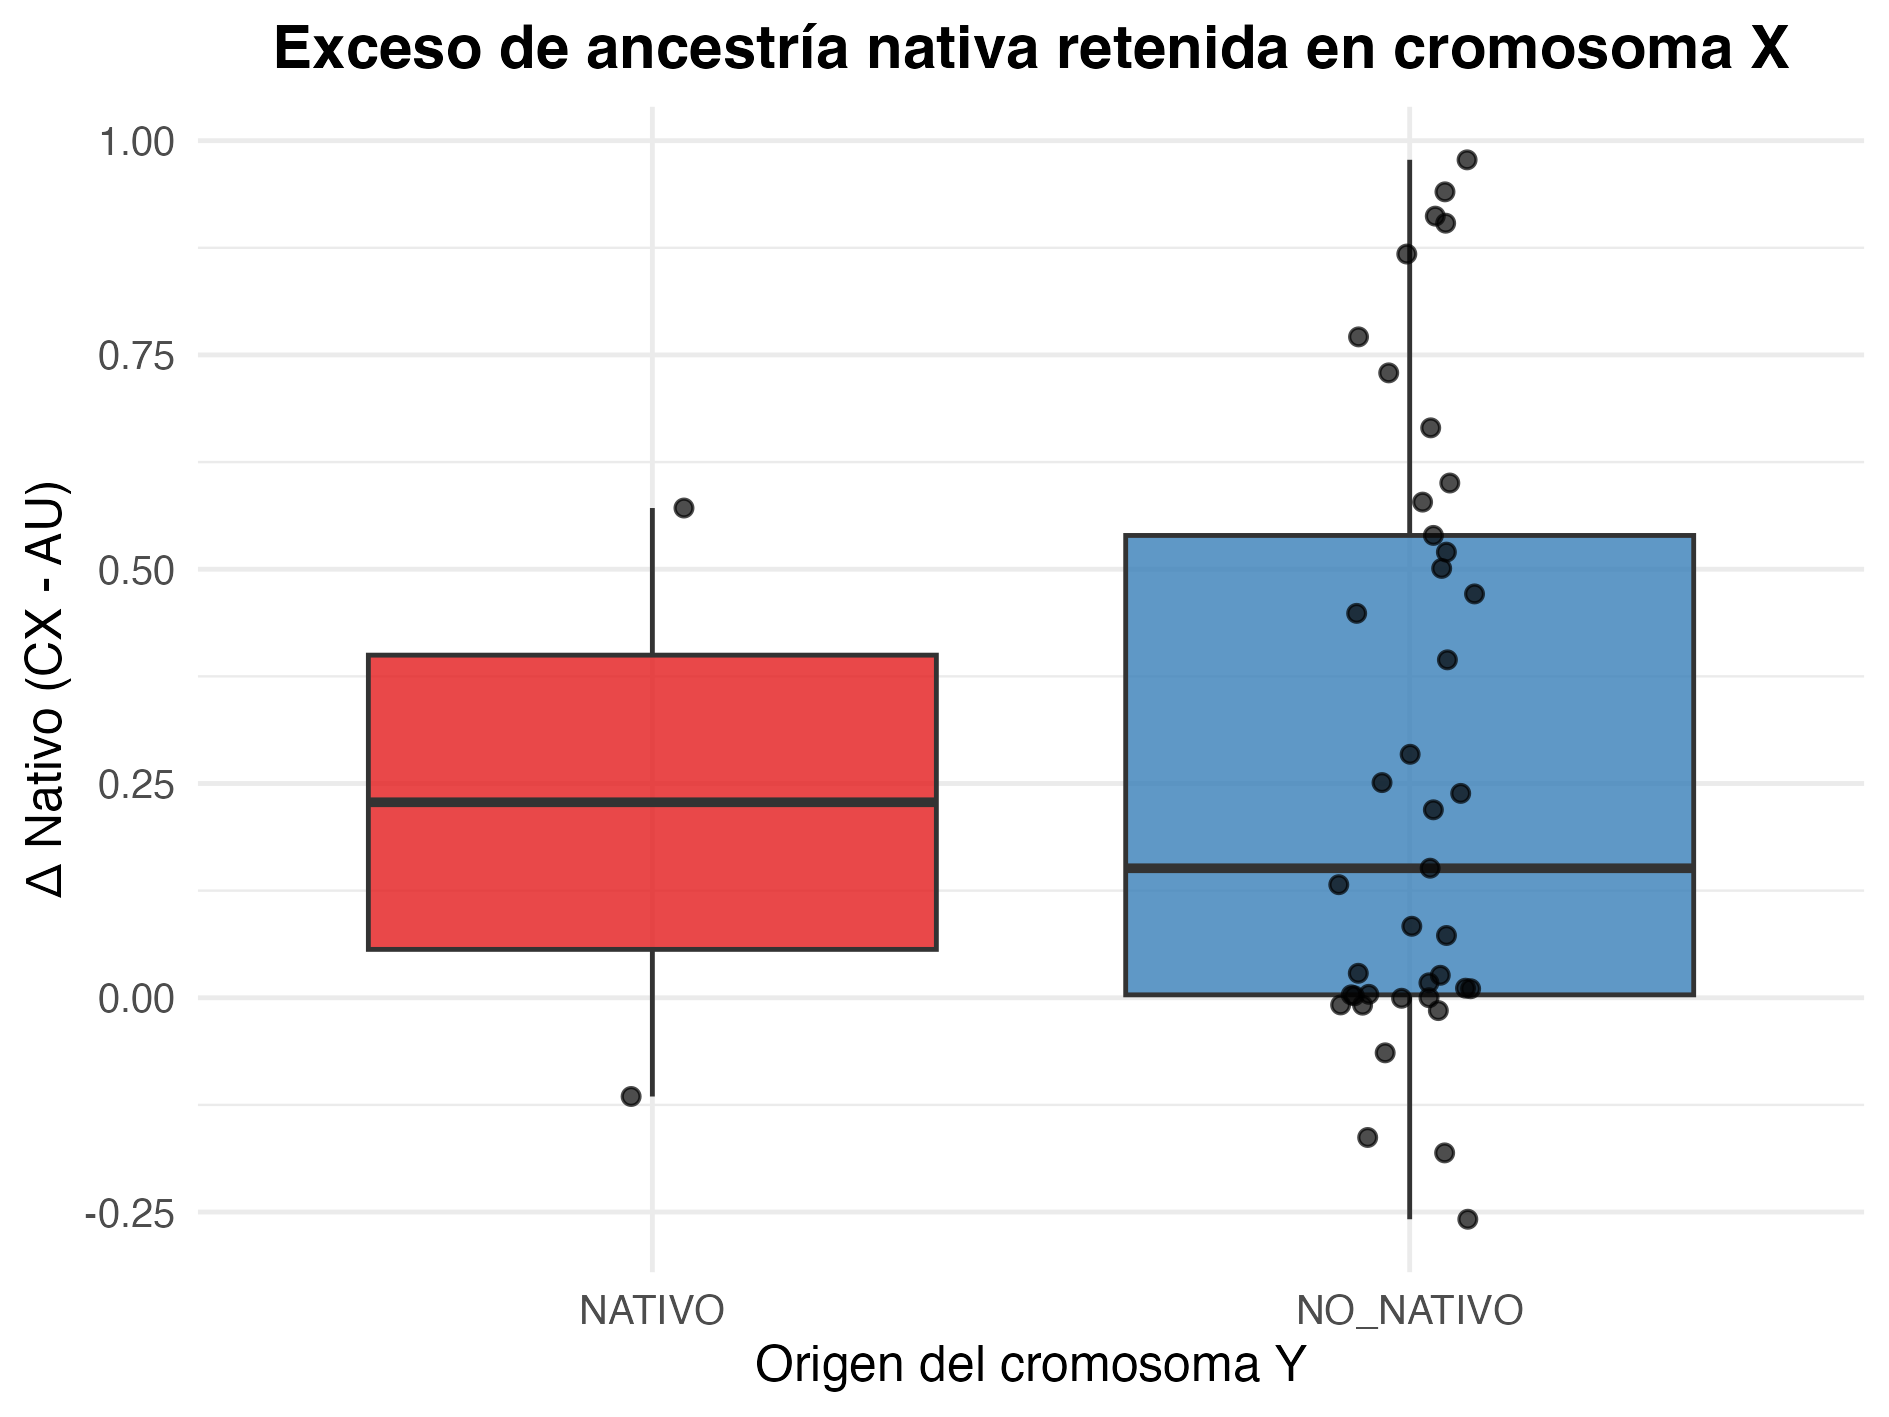 Exceso de ancestría nativa retenida en cromosoma X
Δ Nativo (CX - AU)
1.00
0.75
0.50
0.25
0.00
-0.25
NATIVO
NO_NATIVO
Origen del cromosoma Y